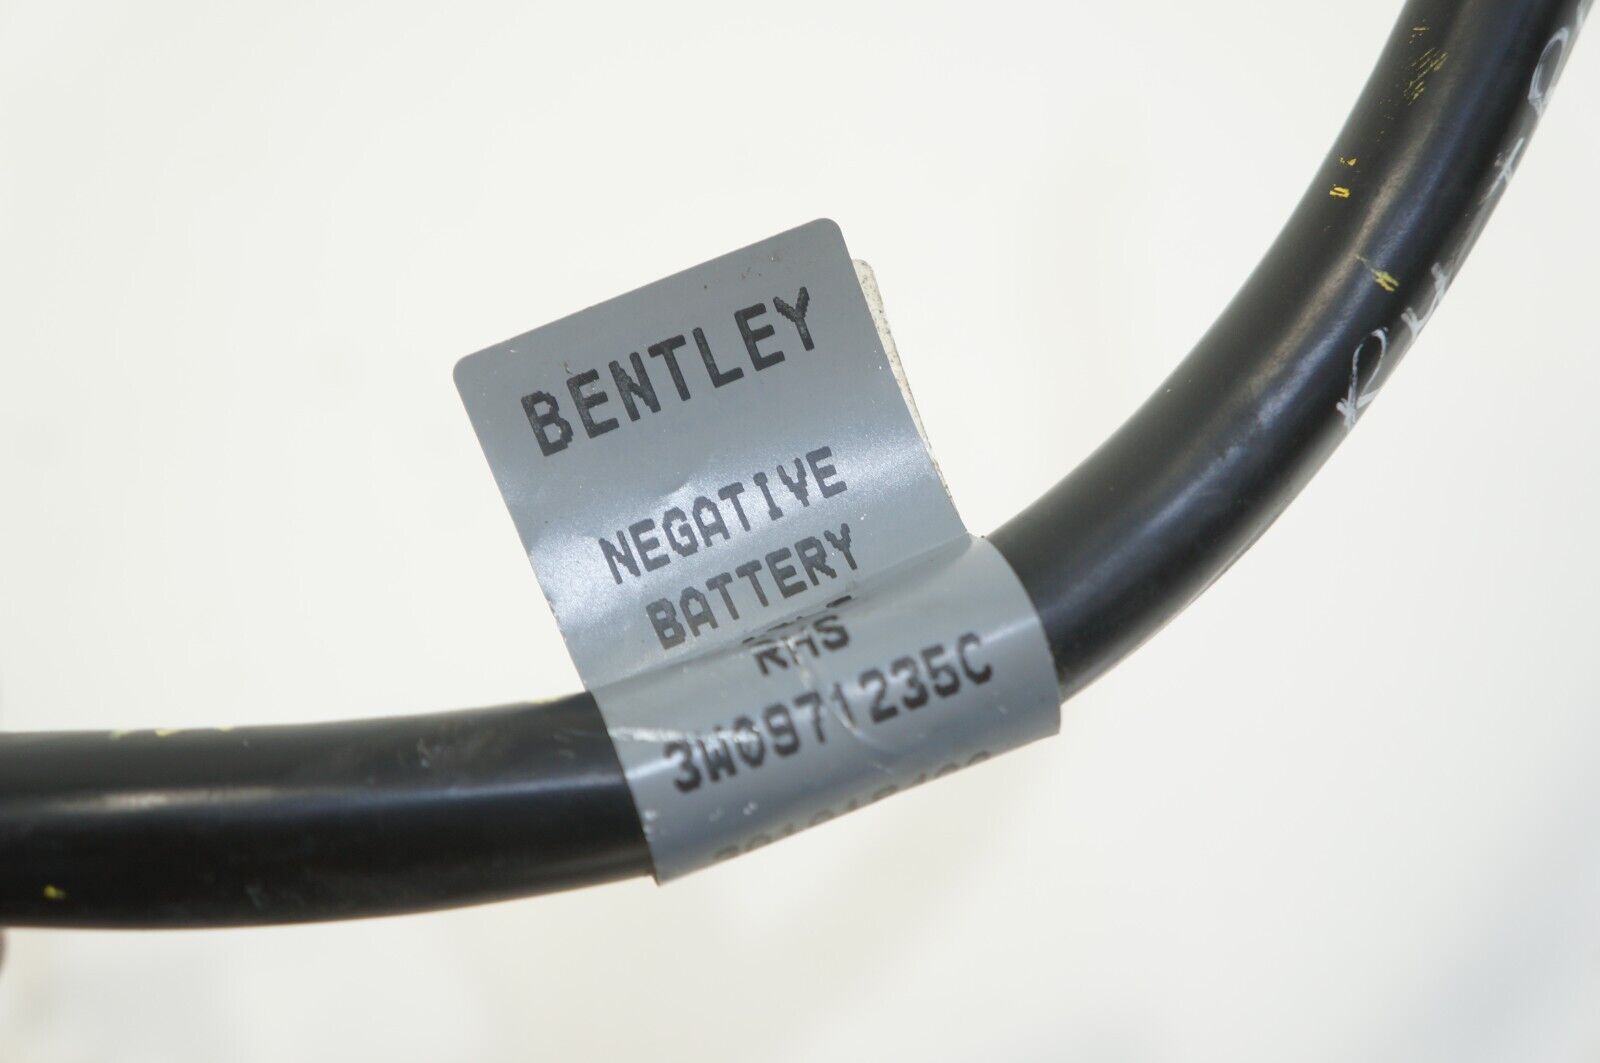 BENTLEY
NEGATIVE
BATTERY
RHS
3W0971235C